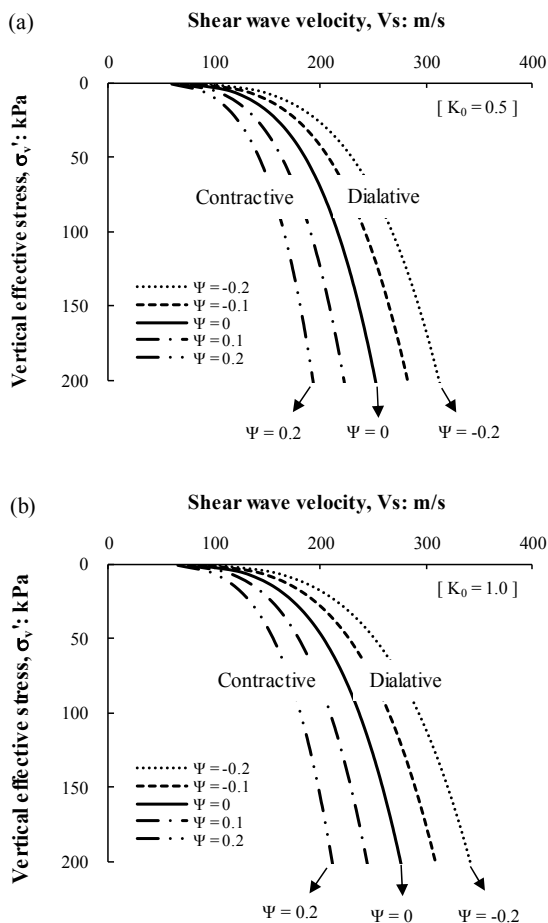 (a)
Shear wave velocity, Vs: m/s
0 100 200 300 400
0
50
100
150
200
Vertical effective stress, σv': kPa
[ K0 = 0.5 ]
Contractive Dialative
Ψ = -0.2
Ψ = -0.1
Ψ = 0
Ψ = 0.1
Ψ = 0.2
Ψ = 0.2 Ψ = 0 Ψ = -0.2
(b)
Shear wave velocity, Vs: m/s
0 100 200 300 400
0
50
100
150
200
Vertical effective stress, σv': kPa
[ K0 = 1.0 ]
Contractive Dialative
Ψ = -0.2
Ψ = -0.1
Ψ = 0
Ψ = 0.1
Ψ = 0.2
Ψ = 0.2 Ψ = 0 Ψ = -0.2